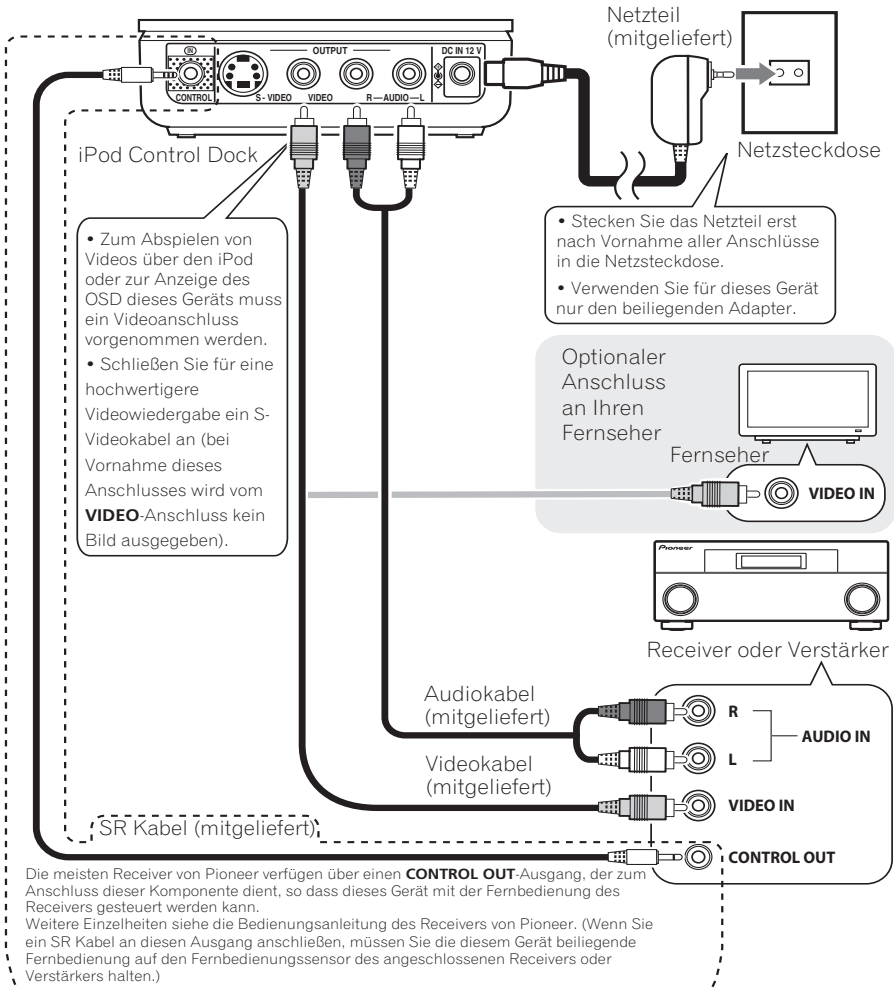 Netzteil
(mitgeliefert)
IN
OUTPUT
DC IN 12 V
CONTROL
S - VIDEO
VIDEO
R — AUDIO — L
iPod Control Dock
Netzsteckdose
• Zum Abspielen von
Videos über den iPod
oder zur Anzeige des
OSD dieses Geräts muss
ein Videoanschluss
vorgenommen werden.
• Schließen Sie für eine
hochwertigere
Videowiedergabe ein S-
Videokabel an (bei
Vornahme dieses
Anschlusses wird vom
VIDEO-Anschluss kein
Bild ausgegeben).
• Stecken Sie das Netzteil erst
nach Vornahme aller Anschlüsse
in die Netzsteckdose.
• Verwenden Sie für dieses Gerät
nur den beiliegenden Adapter.
Optionaler
Anschluss
an Ihren
Fernseher
Fernseher
VIDEO IN
Pioneer
Receiver oder Verstärker
Audiokabel
(mitgeliefert)
R
AUDIO IN
L
Videokabel
(mitgeliefert)
VIDEO IN
SR Kabel (mitgeliefert)
CONTROL OUT
Die meisten Receiver von Pioneer verfügen über einen CONTROL OUT-Ausgang, der zum
Anschluss dieser Komponente dient, so dass dieses Gerät mit der Fernbedienung des
Receivers gesteuert werden kann.
Weitere Einzelheiten siehe die Bedienungsanleitung des Receivers von Pioneer. (Wenn Sie
ein SR Kabel an diesen Ausgang anschließen, müssen Sie die diesem Gerät beiliegende
Fernbedienung auf den Fernbedienungssensor des angeschlossenen Receivers oder
Verstärkers halten.)